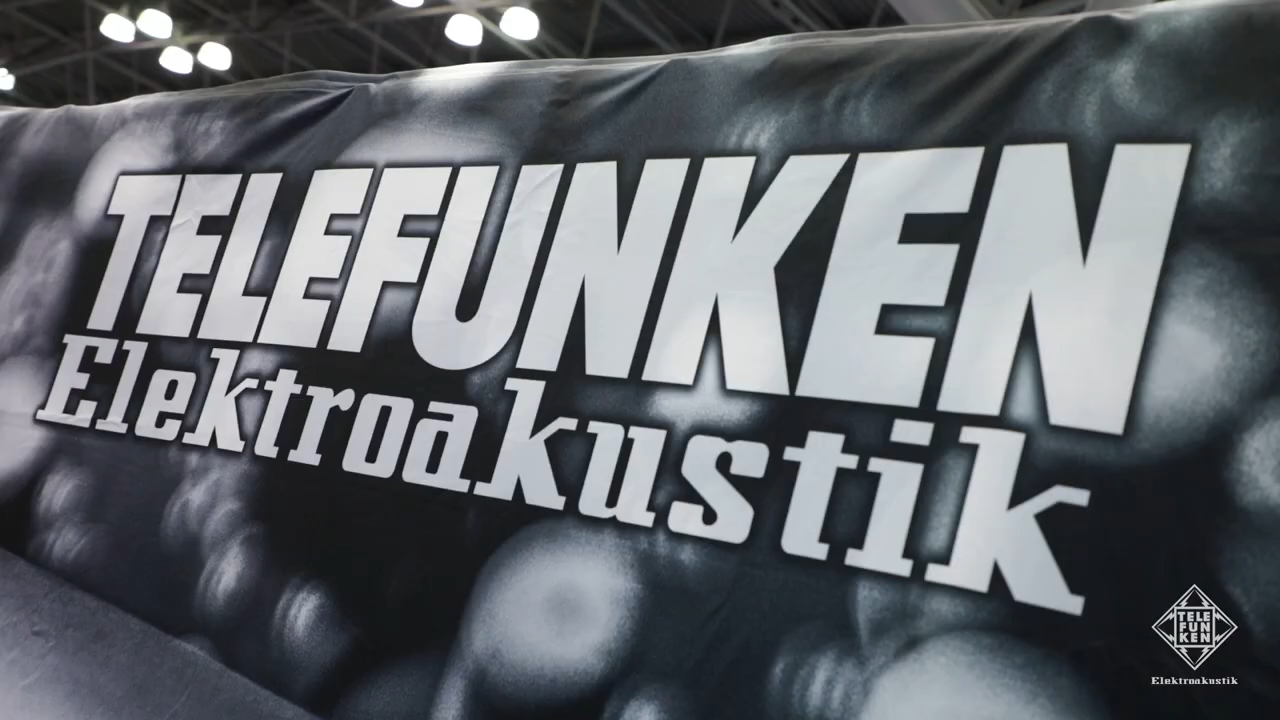 TELEFUNKEN
Elektroakustik
TELE
FUN
KEN
Elektroakustik